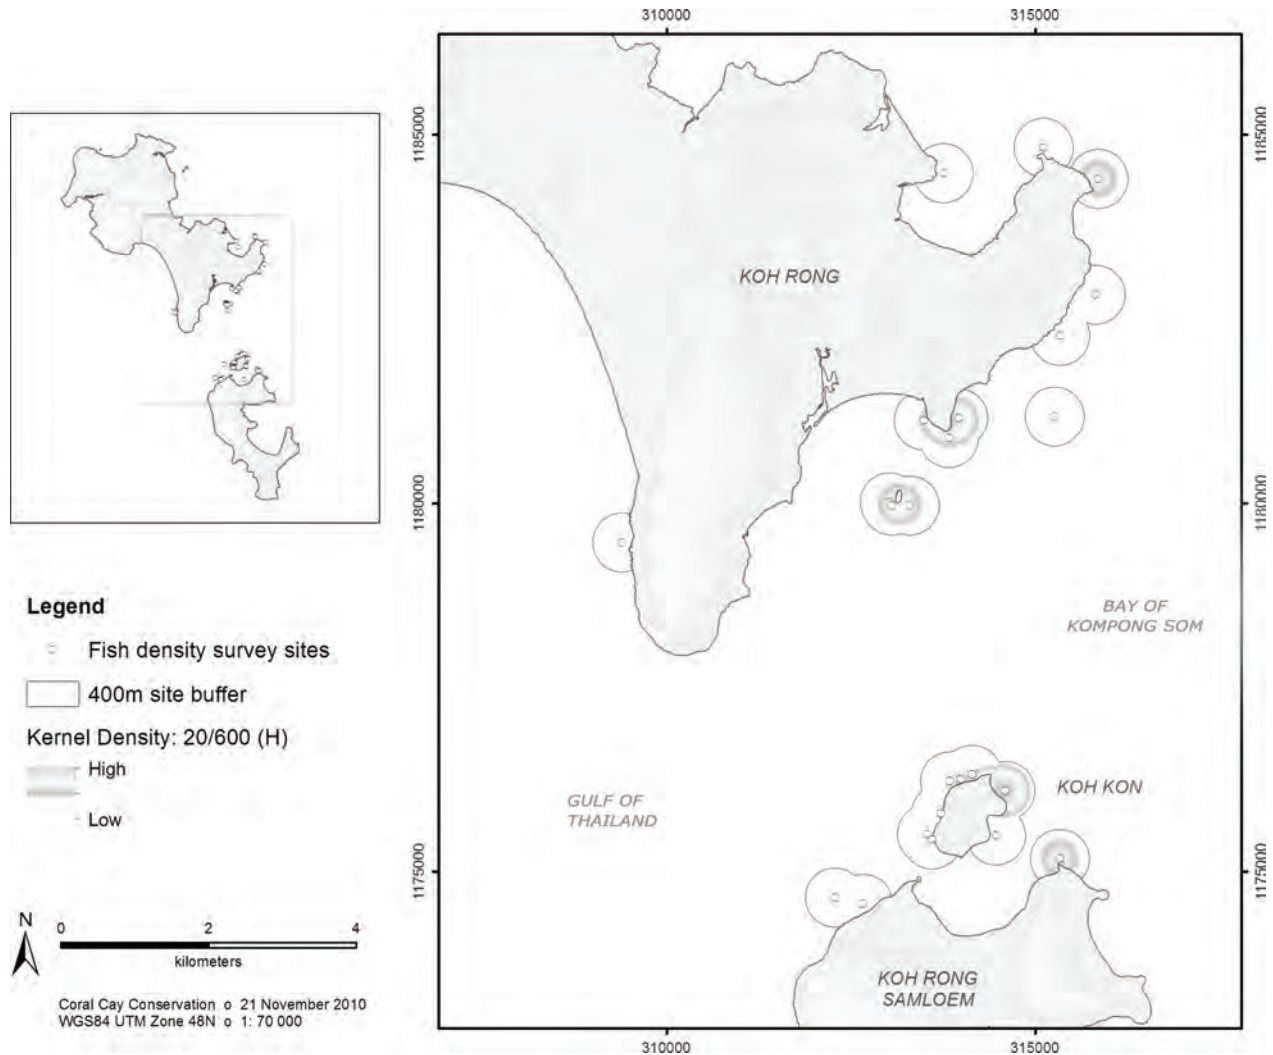 310000
315000
1185000
1185000
KOH RONG
1180000
1180000
BAY OF
KOMPONG SOM
KOH KON
GULF OF
THAILAND
1175000
1175000
KOH RONG
SAMLOEM
310000
315000
Legend
Fish density survey sites
400m site buffer
Kernel Density: 20/600 (H)
High
Low
N
0 2 4
kilometers
Coral Cay Conservation o 21 November 2010
WGS84 UTM Zone 48N o 1: 70 000